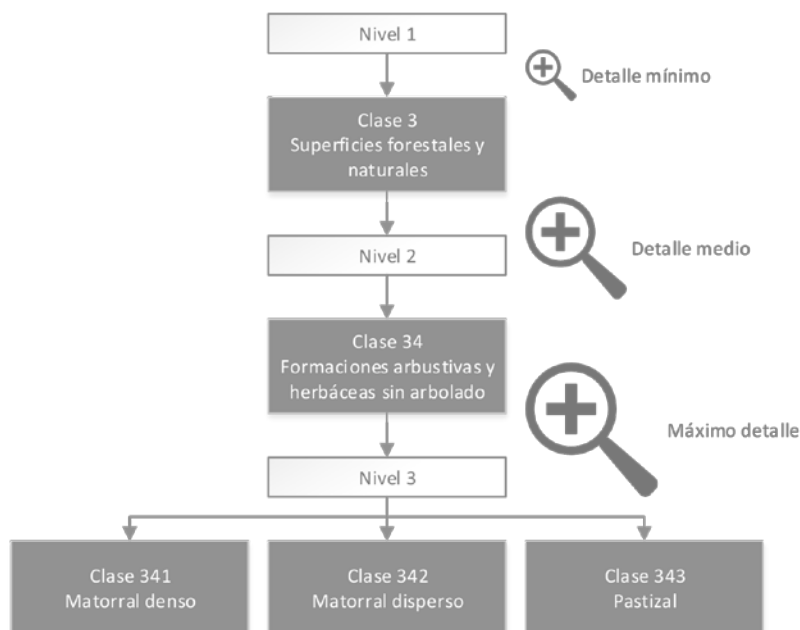 Nivel 1
Detalle mínimo
Clase 3
Superficies forestales y
naturales
Nivel 2
Detalle medio
Clase 34
Formaciones arbustivas y
herbáceas sin arbolado
Máximo detalle
Nivel 3
Clase 341
Matorral denso
Clase 342
Matorral disperso
Clase 343
Pastizal